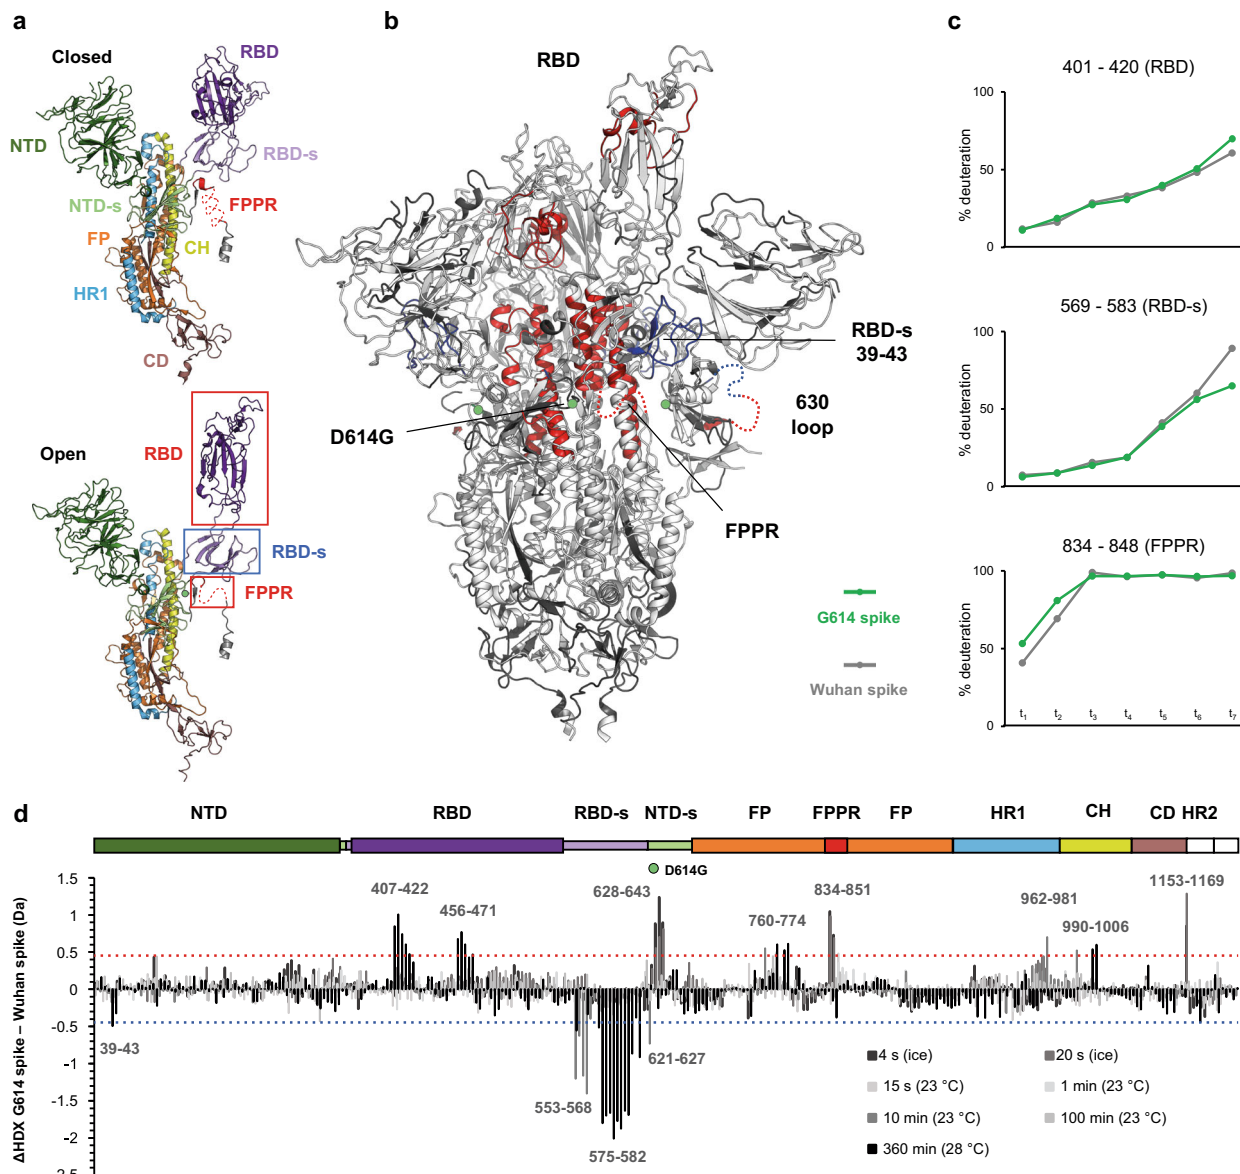 a
Closed
RBD
NTD
RBD-s
NTD-s
FPPR
FP
CH
HR1
CD
Open
RBD
RBD-s
FPPR
b
RBD
RBD-s
39-43
630
loop
D614G
FPPR
G614 spike
Wuhan spike
c
401 - 420 (RBD)
% deuteration
100
50
0
569 - 583 (RBD-s)
% deuteration
100
50
0
834 - 848 (FPPR)
% deuteration
100
50
0
t1 t2 t3 t4 t5 t6 t7
d
NTD RBD RBD-s NTD-s FP FPPR FP HR1 CH CD HR2
D614G
ΔHDX G614 spike – Wuhan spike (Da)
1.5
1
0.5
0
-0.5
-1
-1.5
-2
-2.5
407-422
456-471
628-643
760-774
834-851
962-981
990-1006
1153-1169
39-43
553-568
575-582
621-627
4 s (ice)
20 s (ice)
15 s (23 °C)
1 min (23 °C)
10 min (23 °C)
100 min (23 °C)
360 min (28 °C)